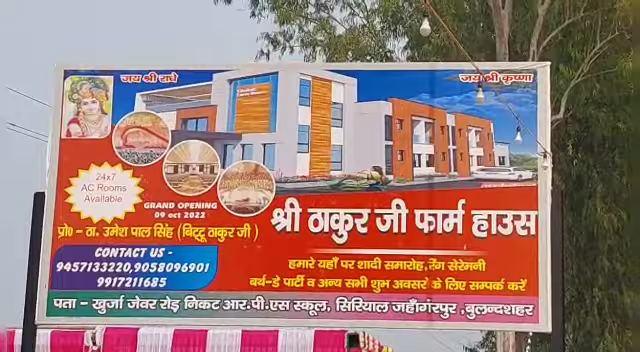 जय श्री राधे
जय श्री कृष्णा
24x7
AC Rooms
Available
GRAND OPENING
09 oct 2022
श्री ठाकुर जी फार्म हाउस
प्रो० - ठा. उमेश पाल सिंह (बिट्टू ठाकुर जी)
CONTACT US -
9457133220,9058096901
9917211685
हमारे यहाँ पर शादी समारोह, रिंग सेरेमनी
बर्थ-डे पार्टी व अन्य सभी शुभ अवसरो के लिए सम्पर्क करें
पता - खुर्जा जेवर रोड़ निकट आर.पी.एस स्कूल, सिरियाल जहाँगीरपुर ,बुलन्दशहर